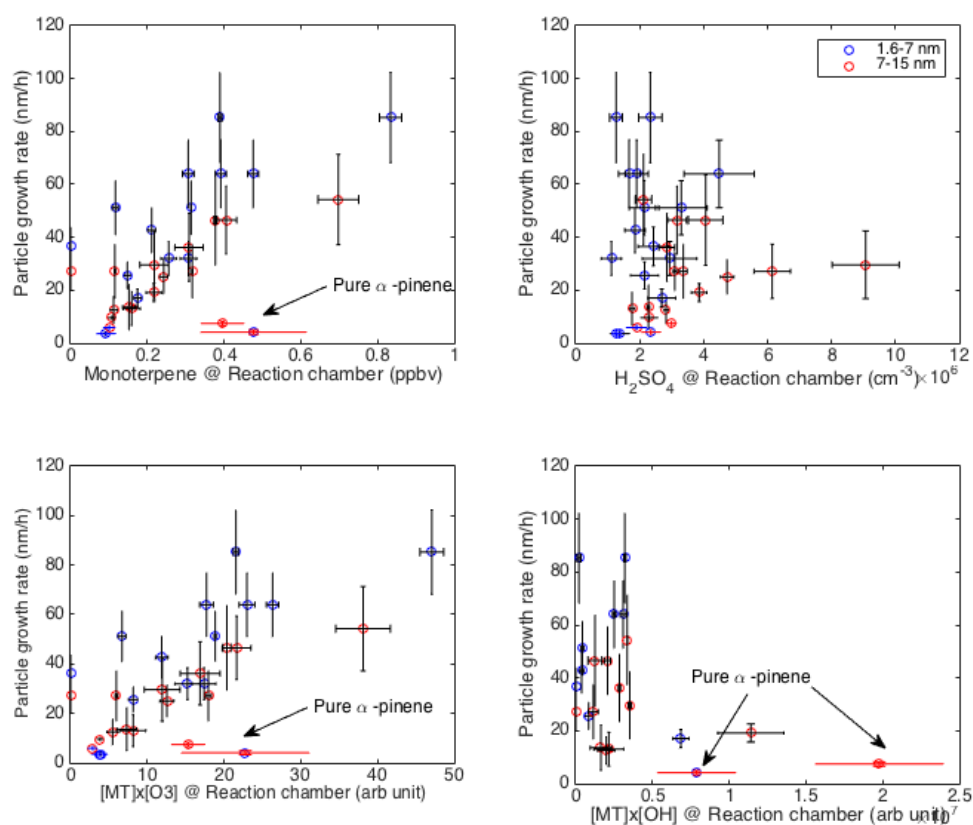 120
100
80
60
40
20
0
Particle growth rate (nm/h)
Pure α -pinene
0 0.2 0.4 0.6 0.8 1
Monoterpene @ Reaction chamber (ppbv)
120
100
80
60
40
20
0
Particle growth rate (nm/h)
1.6-7 nm
7-15 nm
0 2 4 6 8 10 12
H2SO4 @ Reaction chamber (cm-3) × 10^6
120
100
80
60
40
20
0
Particle growth rate (nm/h)
Pure α -pinene
0 10 20 30 40 50
[MT]x[O3] @ Reaction chamber (arb unit)
120
100
80
60
40
20
0
Particle growth rate (nm/h)
Pure α -pinene
0 0.5 1 1.5 2 2.5
[MT]x[OH] @ Reaction chamber (arb unit) × 10^7